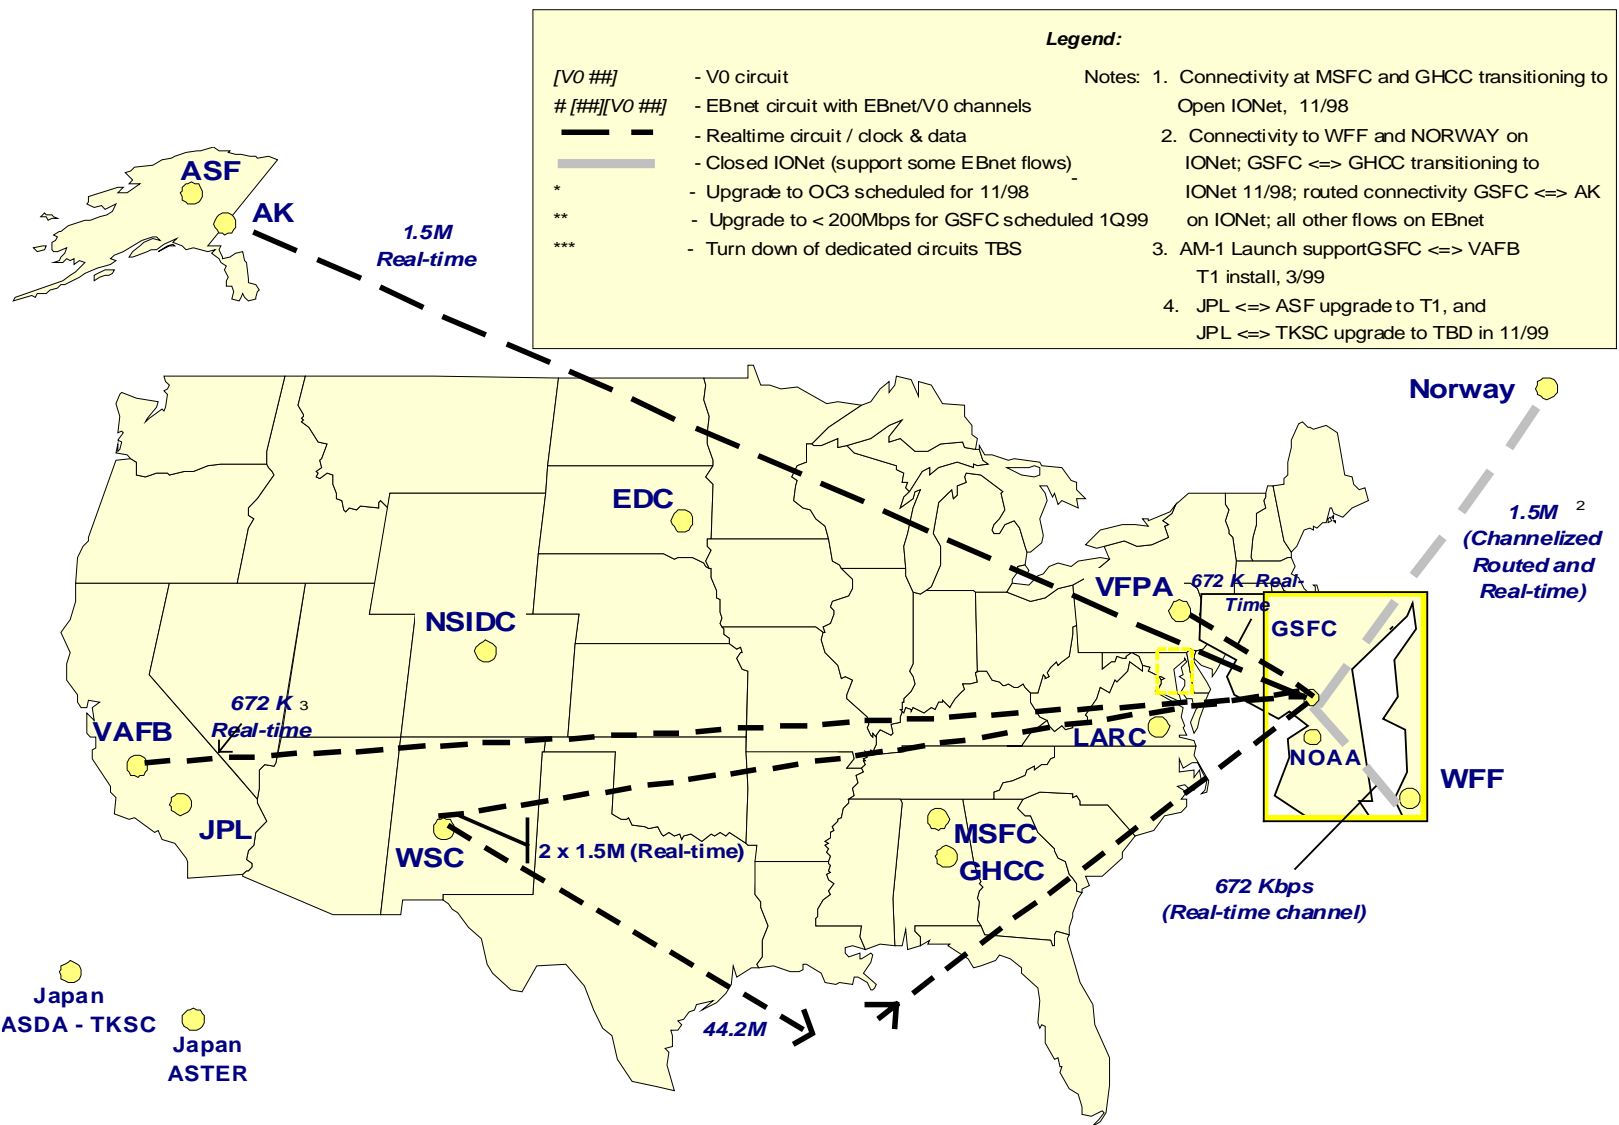 Legend:
[V0 ##] - V0 circuit
# [##][V0 ##] - EBnet circuit with EBnet/V0 channels
- Realtime circuit / clock & data
- Closed IONet (support some EBnet flows)
* - Upgrade to OC3 scheduled for 11/98
** - Upgrade to < 200Mbps for GSFC scheduled 1Q99
*** - Turn down of dedicated circuits TBS
Notes: 1. Connectivity at MSFC and GHCC transitioning to
Open IONet, 11/98
2. Connectivity to WFF and NORWAY on
IONet; GSFC <=> GHCC transitioning to
IONet 11/98; routed connectivity GSFC <=> AK
on IONet; all other flows on EBnet
3. AM-1 Launch supportGSFC <=> VAFB
T1 install, 3/99
4. JPL <=> ASF upgrade to T1, and
JPL <=> TKSC upgrade to TBD in 11/99
ASF
AK
1.5M
Real-time
Norway
EDC
1.5M 2
(Channelized
Routed and
Real-time)
VFPA
672 K Real-
Time
GSFC
NSIDC
672 K 3
Real-time
VAFB
LARC
NOAA
WFF
JPL
WSC
2 x 1.5M (Real-time)
MSFC
GHCC
672 Kbps
(Real-time channel)
44.2M
Japan
ASDA - TKSC
Japan
ASTER